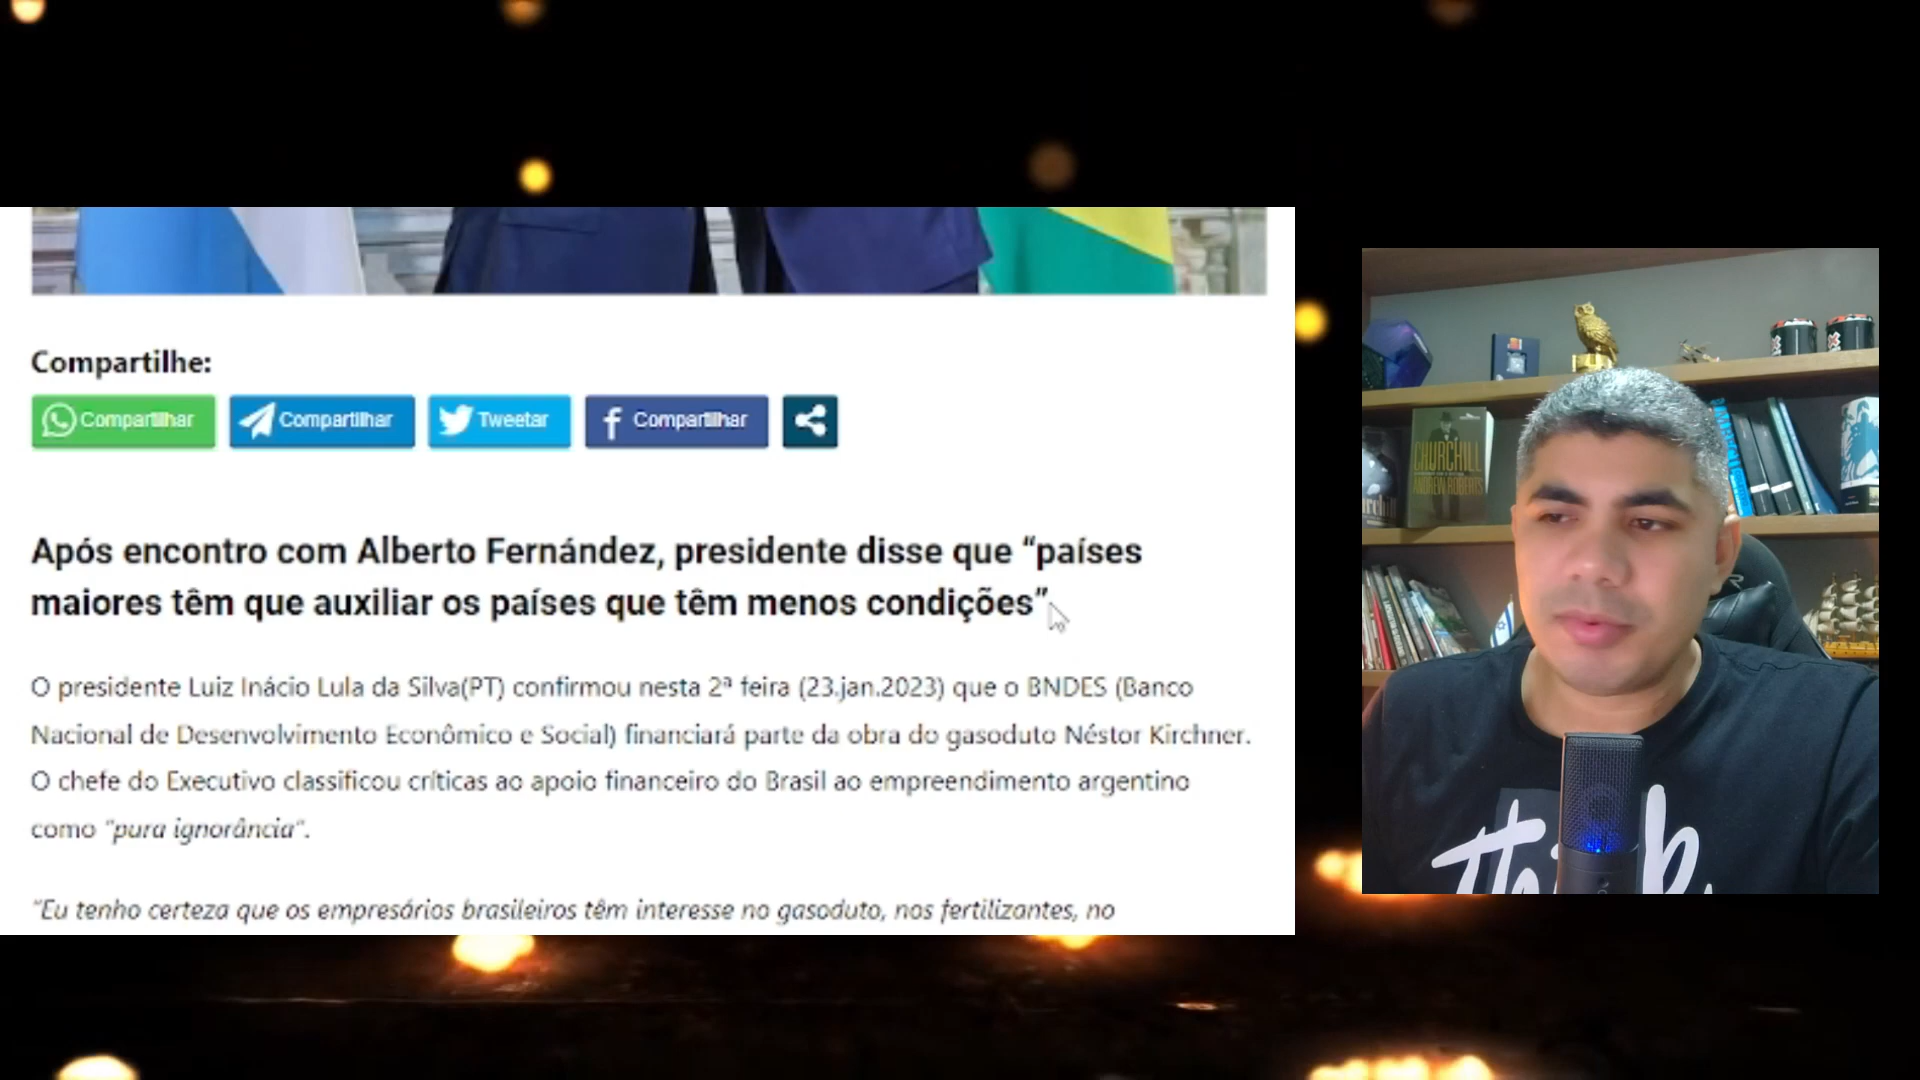 Compartilhe:
Compartilhar Compartilhar Tweetar Compartilhar
Após encontro com Alberto Fernández, presidente disse que “países
maiores têm que auxiliar os países que têm menos condições”
O presidente Luiz Inácio Lula da Silva(PT) confirmou nesta 2ª feira (23.jan.2023) que o BNDES (Banco
Nacional de Desenvolvimento Econômico e Social) financiará parte da obra do gasoduto Néstor Kirchner.
O chefe do Executivo classificou críticas ao apoio financeiro do Brasil ao empreendimento argentino
como “pura ignorância”.
“Eu tenho certeza que os empresários brasileiros têm interesse no gasoduto, nos fertilizantes, no
CHURCHILL
ANDREW ROBERTS